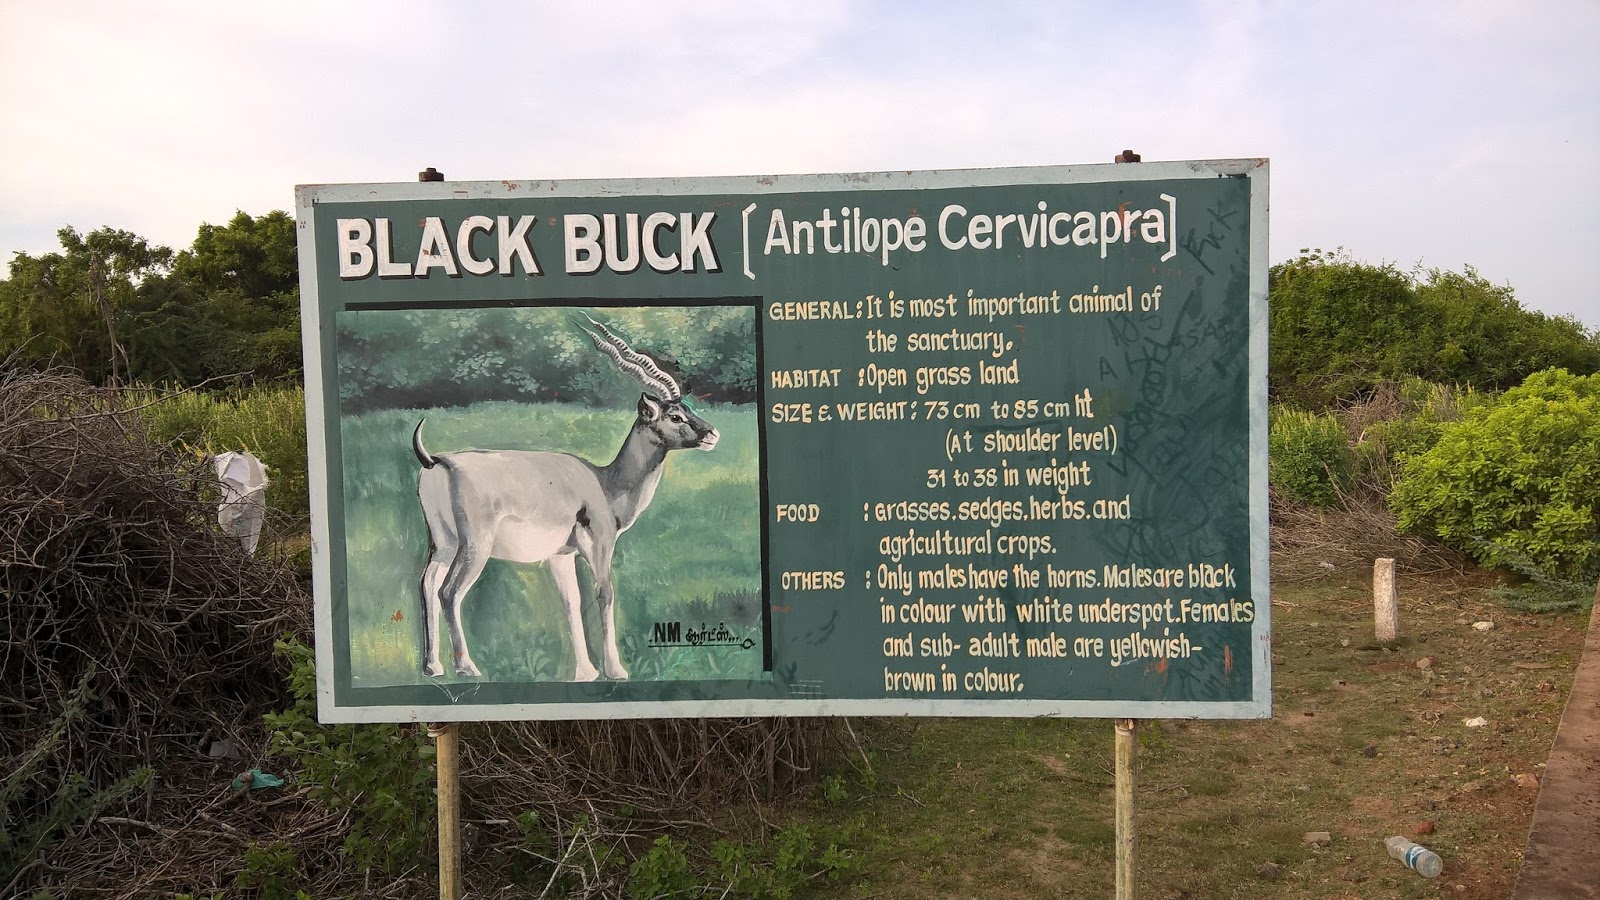 BLACK BUCK [Antilope Cervicapra]
GENERAL: It is most important animal of
the sanctuary.
HABITAT : Open grass land
SIZE & WEIGHT: 73 cm to 85 cm ht
(At shoulder level)
31 to 38 in weight
FOOD : Grasses. sedges. herbs. and
agricultural crops.
OTHERS : Only males have the horns. Males are black
in colour with white underspot. Females
and sub- adult male are yellowish-
brown in colour.
NM ஆர்ட்ஸ்...